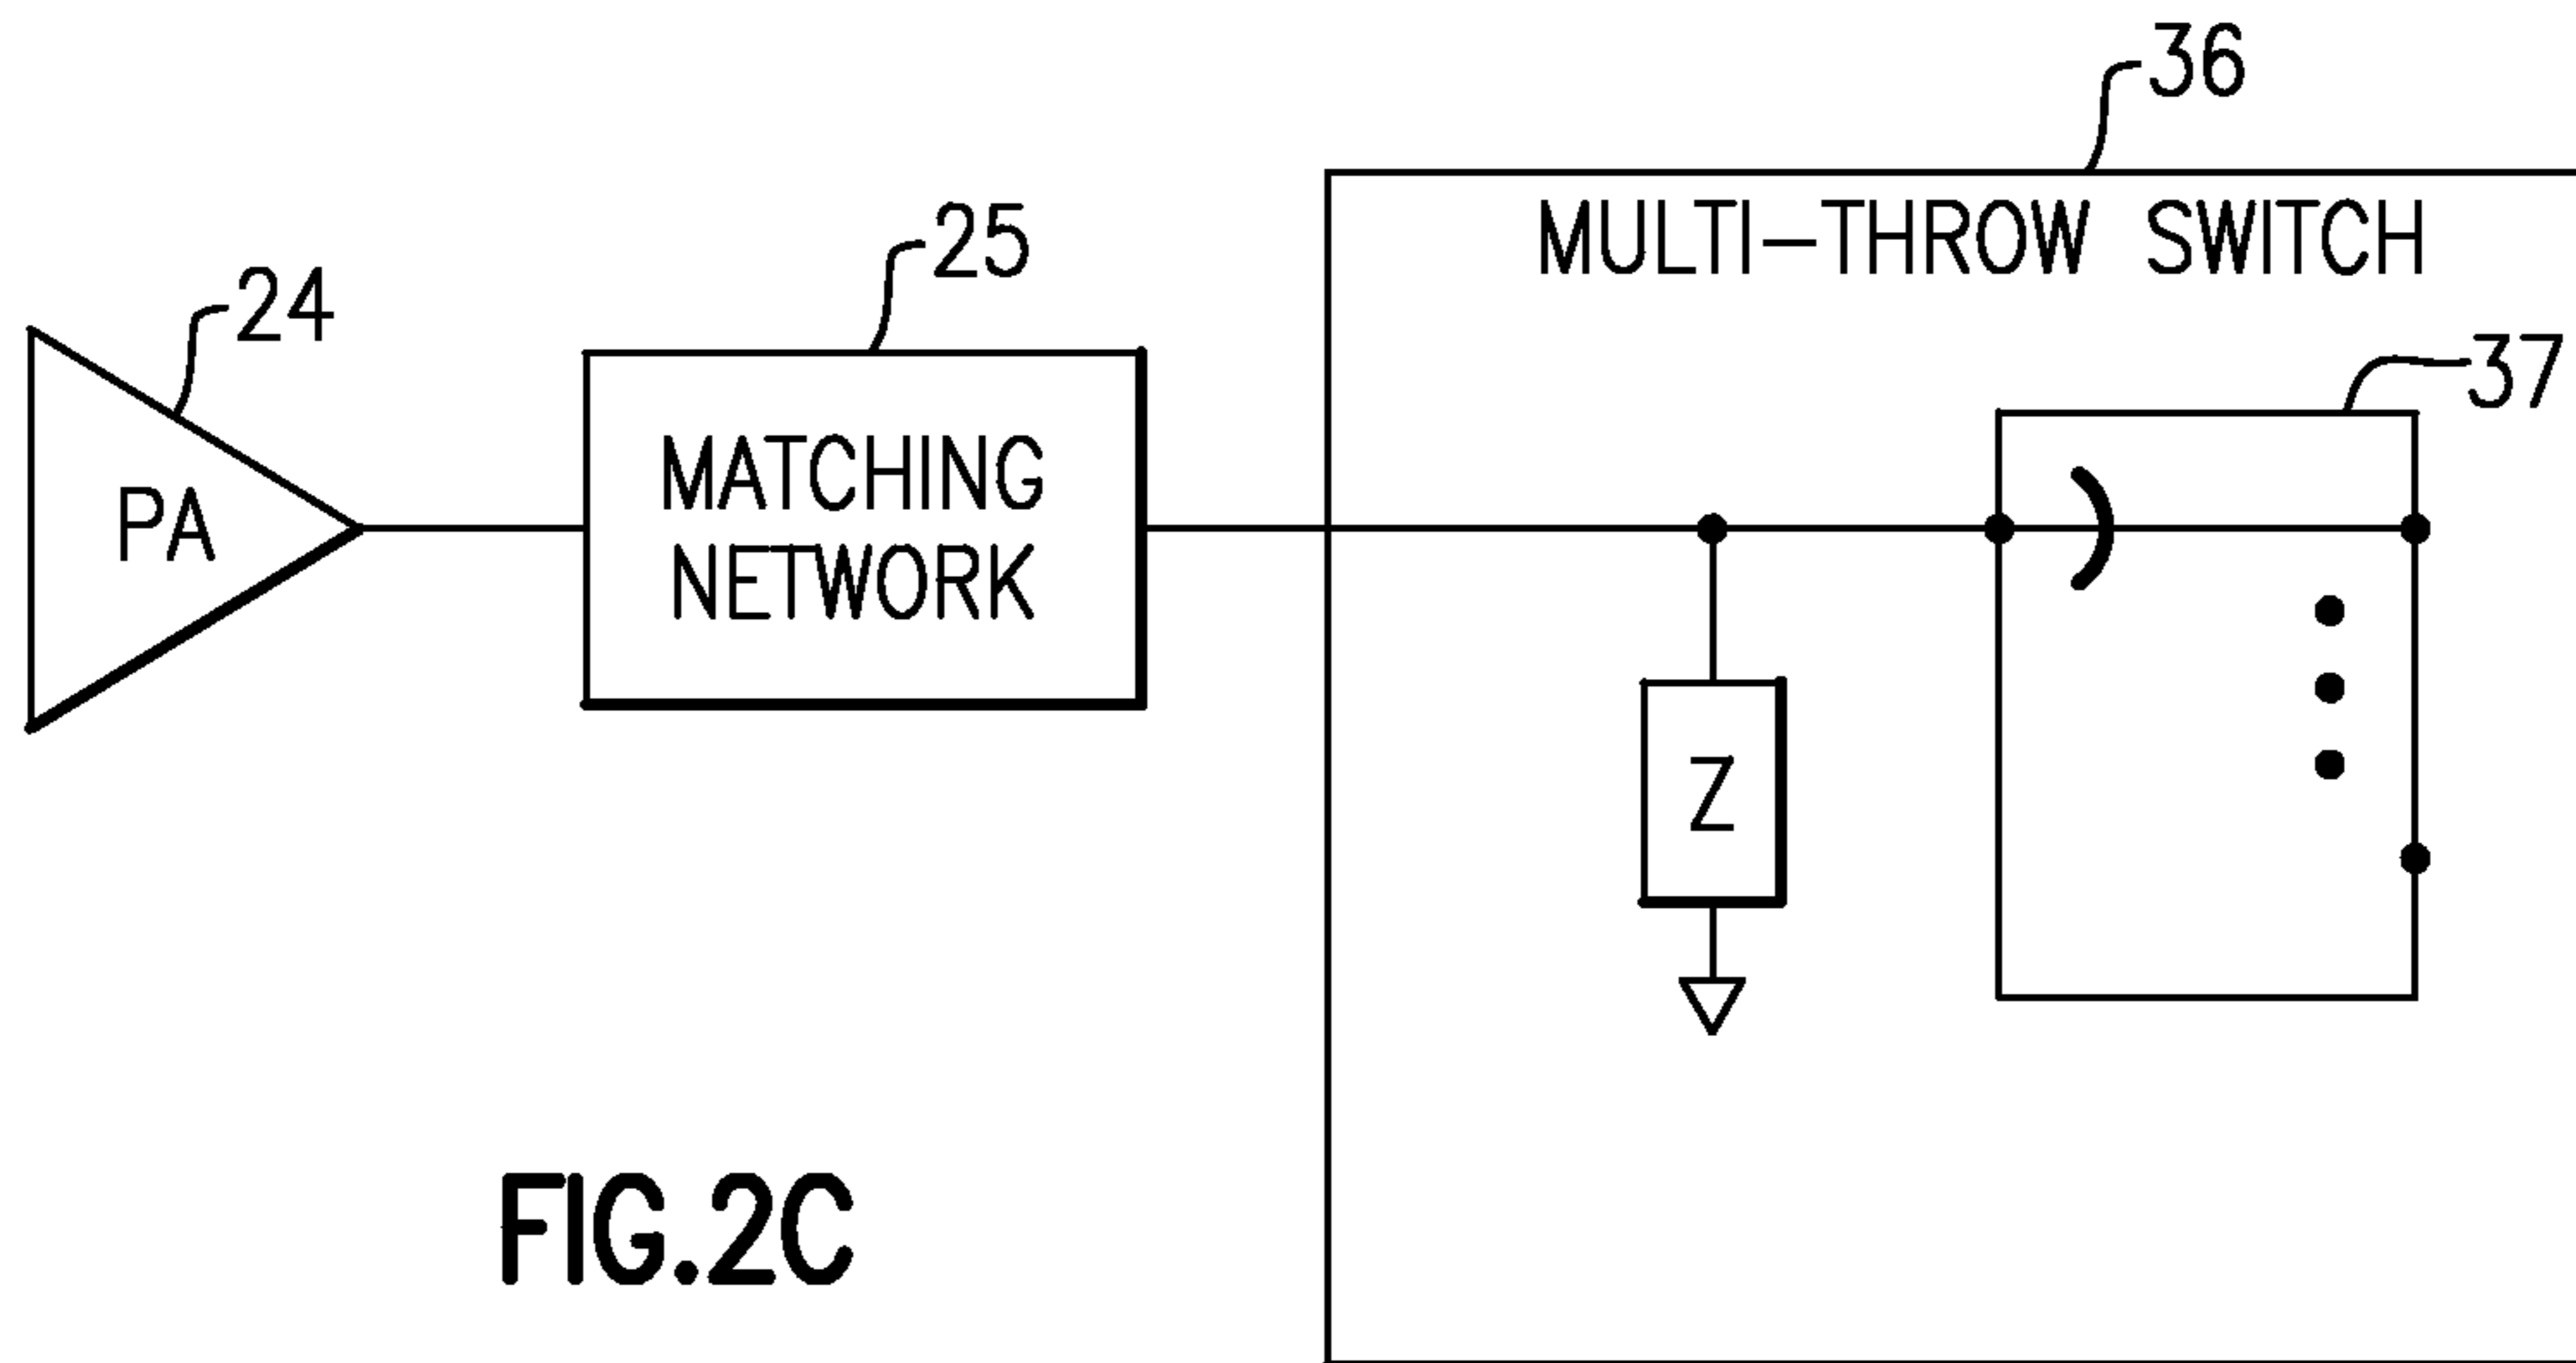 36
MULTI-THROW SWITCH
25
24
37
MATCHING
NETWORK
PA
Z
FIG.2C